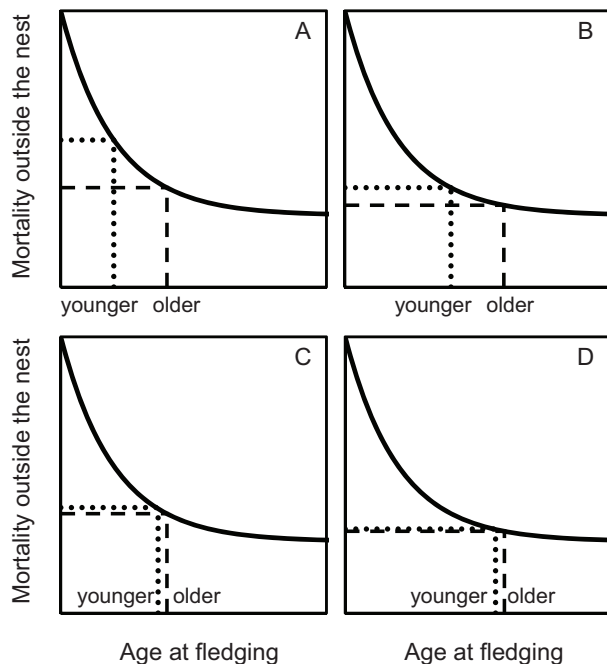 A
B
Mortality outside the nest
younger older
younger older
C
D
Mortality outside the nest
younger older
younger older
Age at fledging
Age at fledging